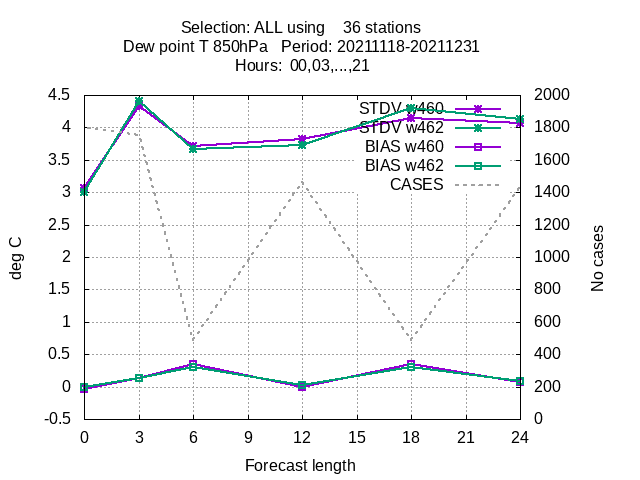 Selection: ALL using 36 stations
Dew point T 850hPa Period: 20211118-20211231
Hours: 00,03,...,21
STDV w460
STDV w462
BIAS w460
BIAS w462
CASES
4.5
4
3.5
3
2.5
2
1.5
1
0.5
0
-0.5
deg C
2000
1800
1600
1400
1200
1000
800
600
400
200
0
No cases
0 3 6 9 12 15 18 21 24
Forecast length